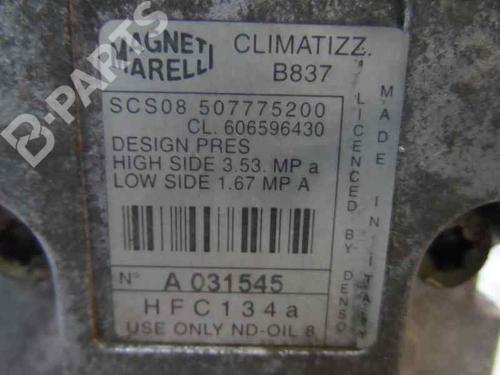 MAGNETI MARELLI
CLIMATIZZ.
B837
SCS08 507775200
CL. 606596430
DESIGN PRES
HIGH SIDE 3.53. MP a
LOW SIDE 1.67 MP A
N° A 031545
HFC134a
USE ONLY ND-OIL 8
LICENCED BY DENSO
MADE IN ITALY
B-PARTS